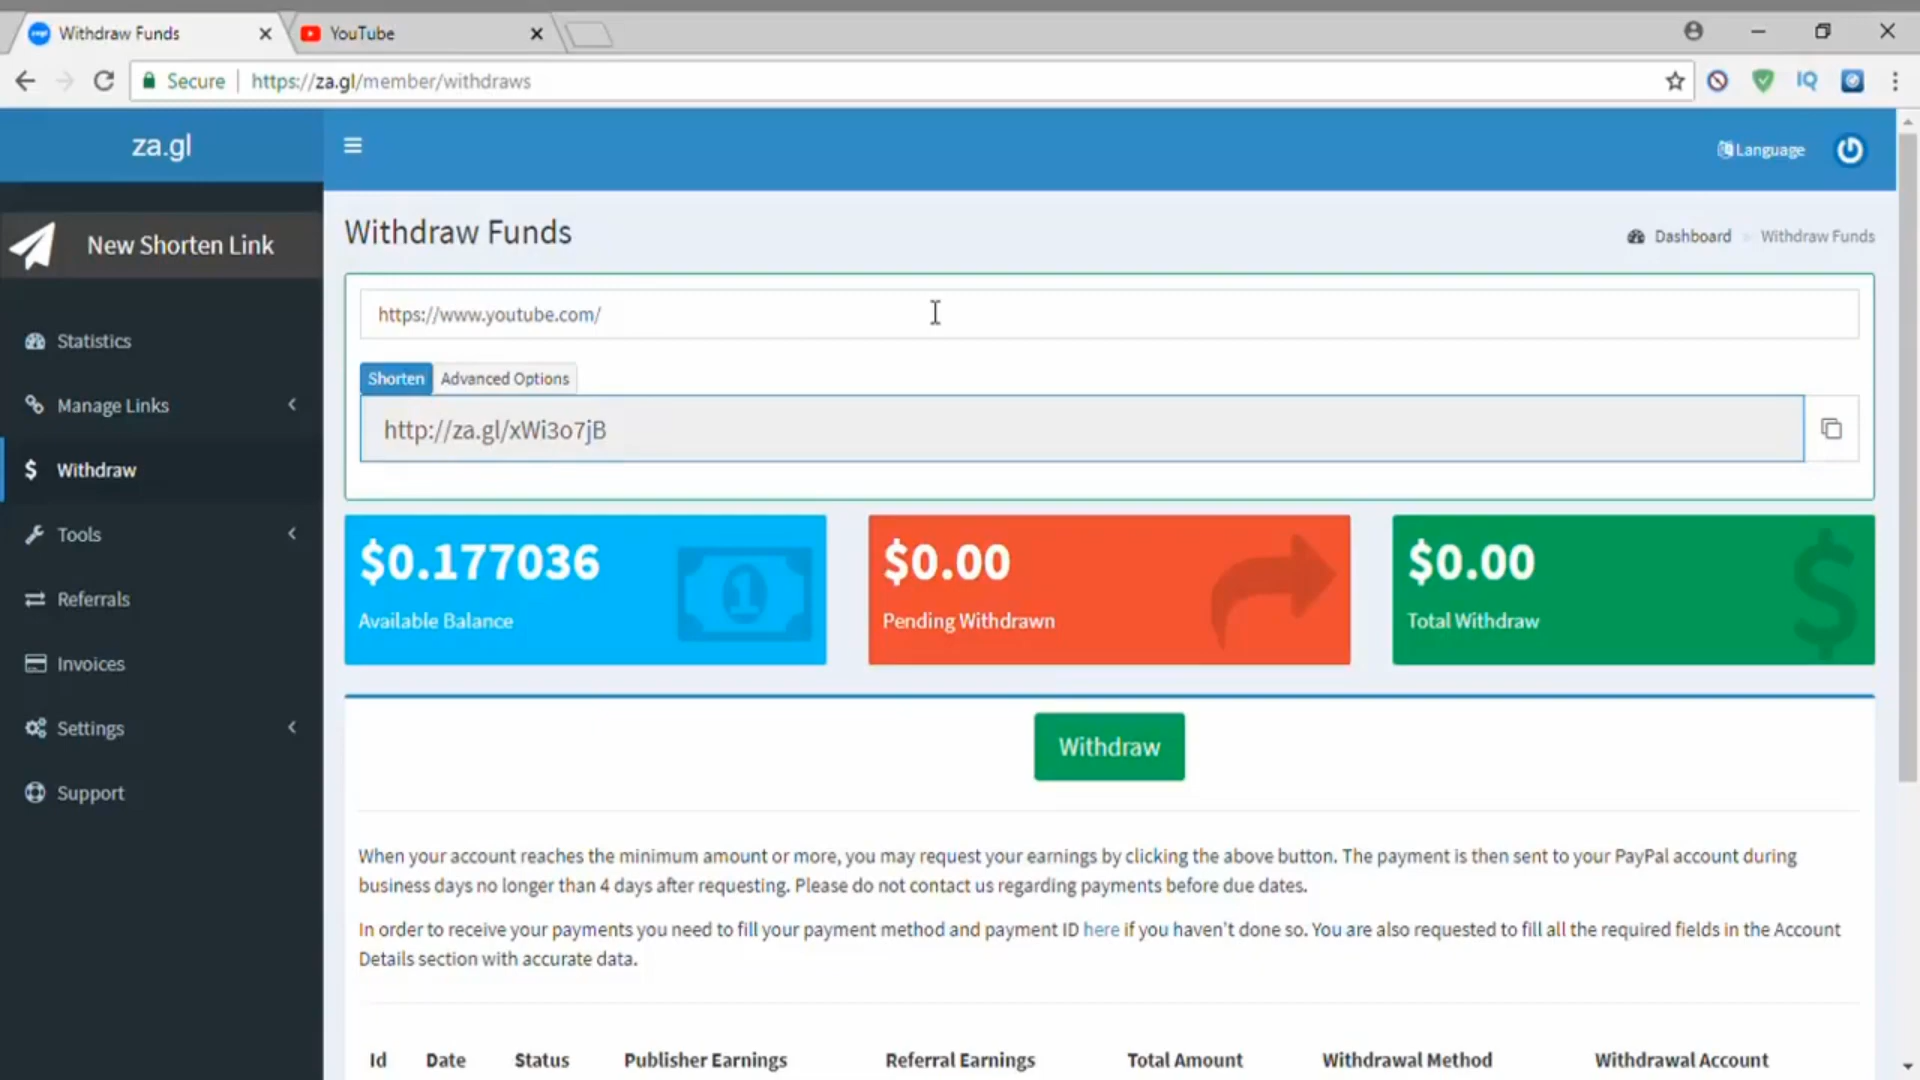 Withdraw Funds
YouTube
Secure
https://za.gl/member/withdraws
IQ
za.gl
Language
New Shorten Link
Withdraw Funds
Dashboard
Withdraw Funds
https://www.youtube.com/
Statistics
Shorten
Advanced Options
Manage Links
http://za.gl/xWi3o7jB
Withdraw
Tools
$0.177036
Available Balance
$0.00
Pending Withdrawn
$0.00
Total Withdraw
Referrals
Invoices
Settings
Support
Withdraw
When your account reaches the minimum amount or more, you may request your earnings by clicking the above button. The payment is then sent to your PayPal account during
business days no longer than 4 days after requesting. Please do not contact us regarding payments before due dates.
In order to receive your payments you need to fill your payment method and payment ID here if you haven't done so. You are also requested to fill all the required fields in the Account
Details section with accurate data.
Id Date Status Publisher Earnings Referral Earnings Total Amount Withdrawal Method Withdrawal Account